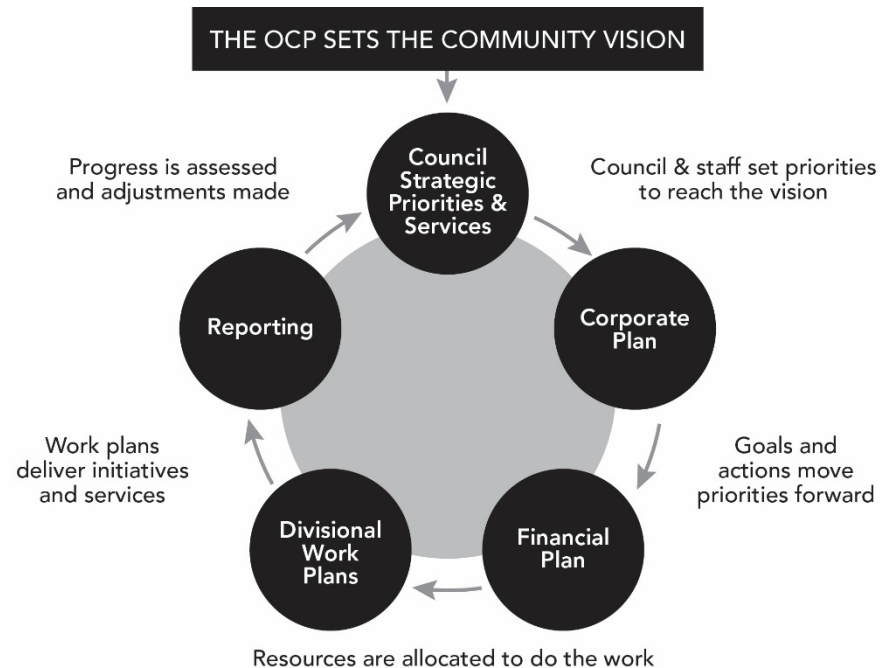 THE OCP SETS THE COMMUNITY VISION
Council
Strategic
Priorities &
Services
Council & staff set priorities
to reach the vision
Corporate
Plan
Goals and
actions move
priorities forward
Financial
Plan
Resources are allocated to do the work
Divisional
Work
Plans
Work plans
deliver initiatives
and services
Reporting
Progress is assessed
and adjustments made